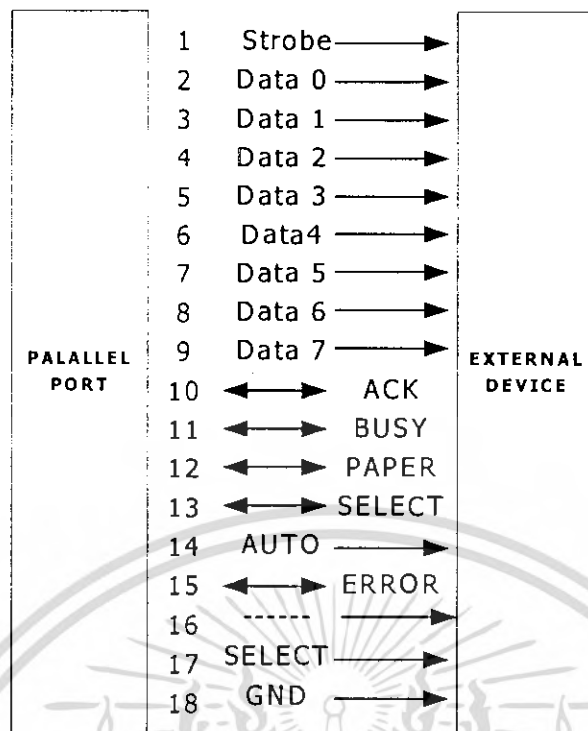 1 Strobe
2 Data 0
3 Data 1
4 Data 2
5 Data 3
6 Data4
7 Data 5
8 Data 6
9 Data 7
PALALLEL
PORT
EXTERNAL
DEVICE
10 ACK
11 BUSY
12 PAPER
13 SELECT
14 AUTO
15 ERROR
16 -----
17 SELECT
18 GND